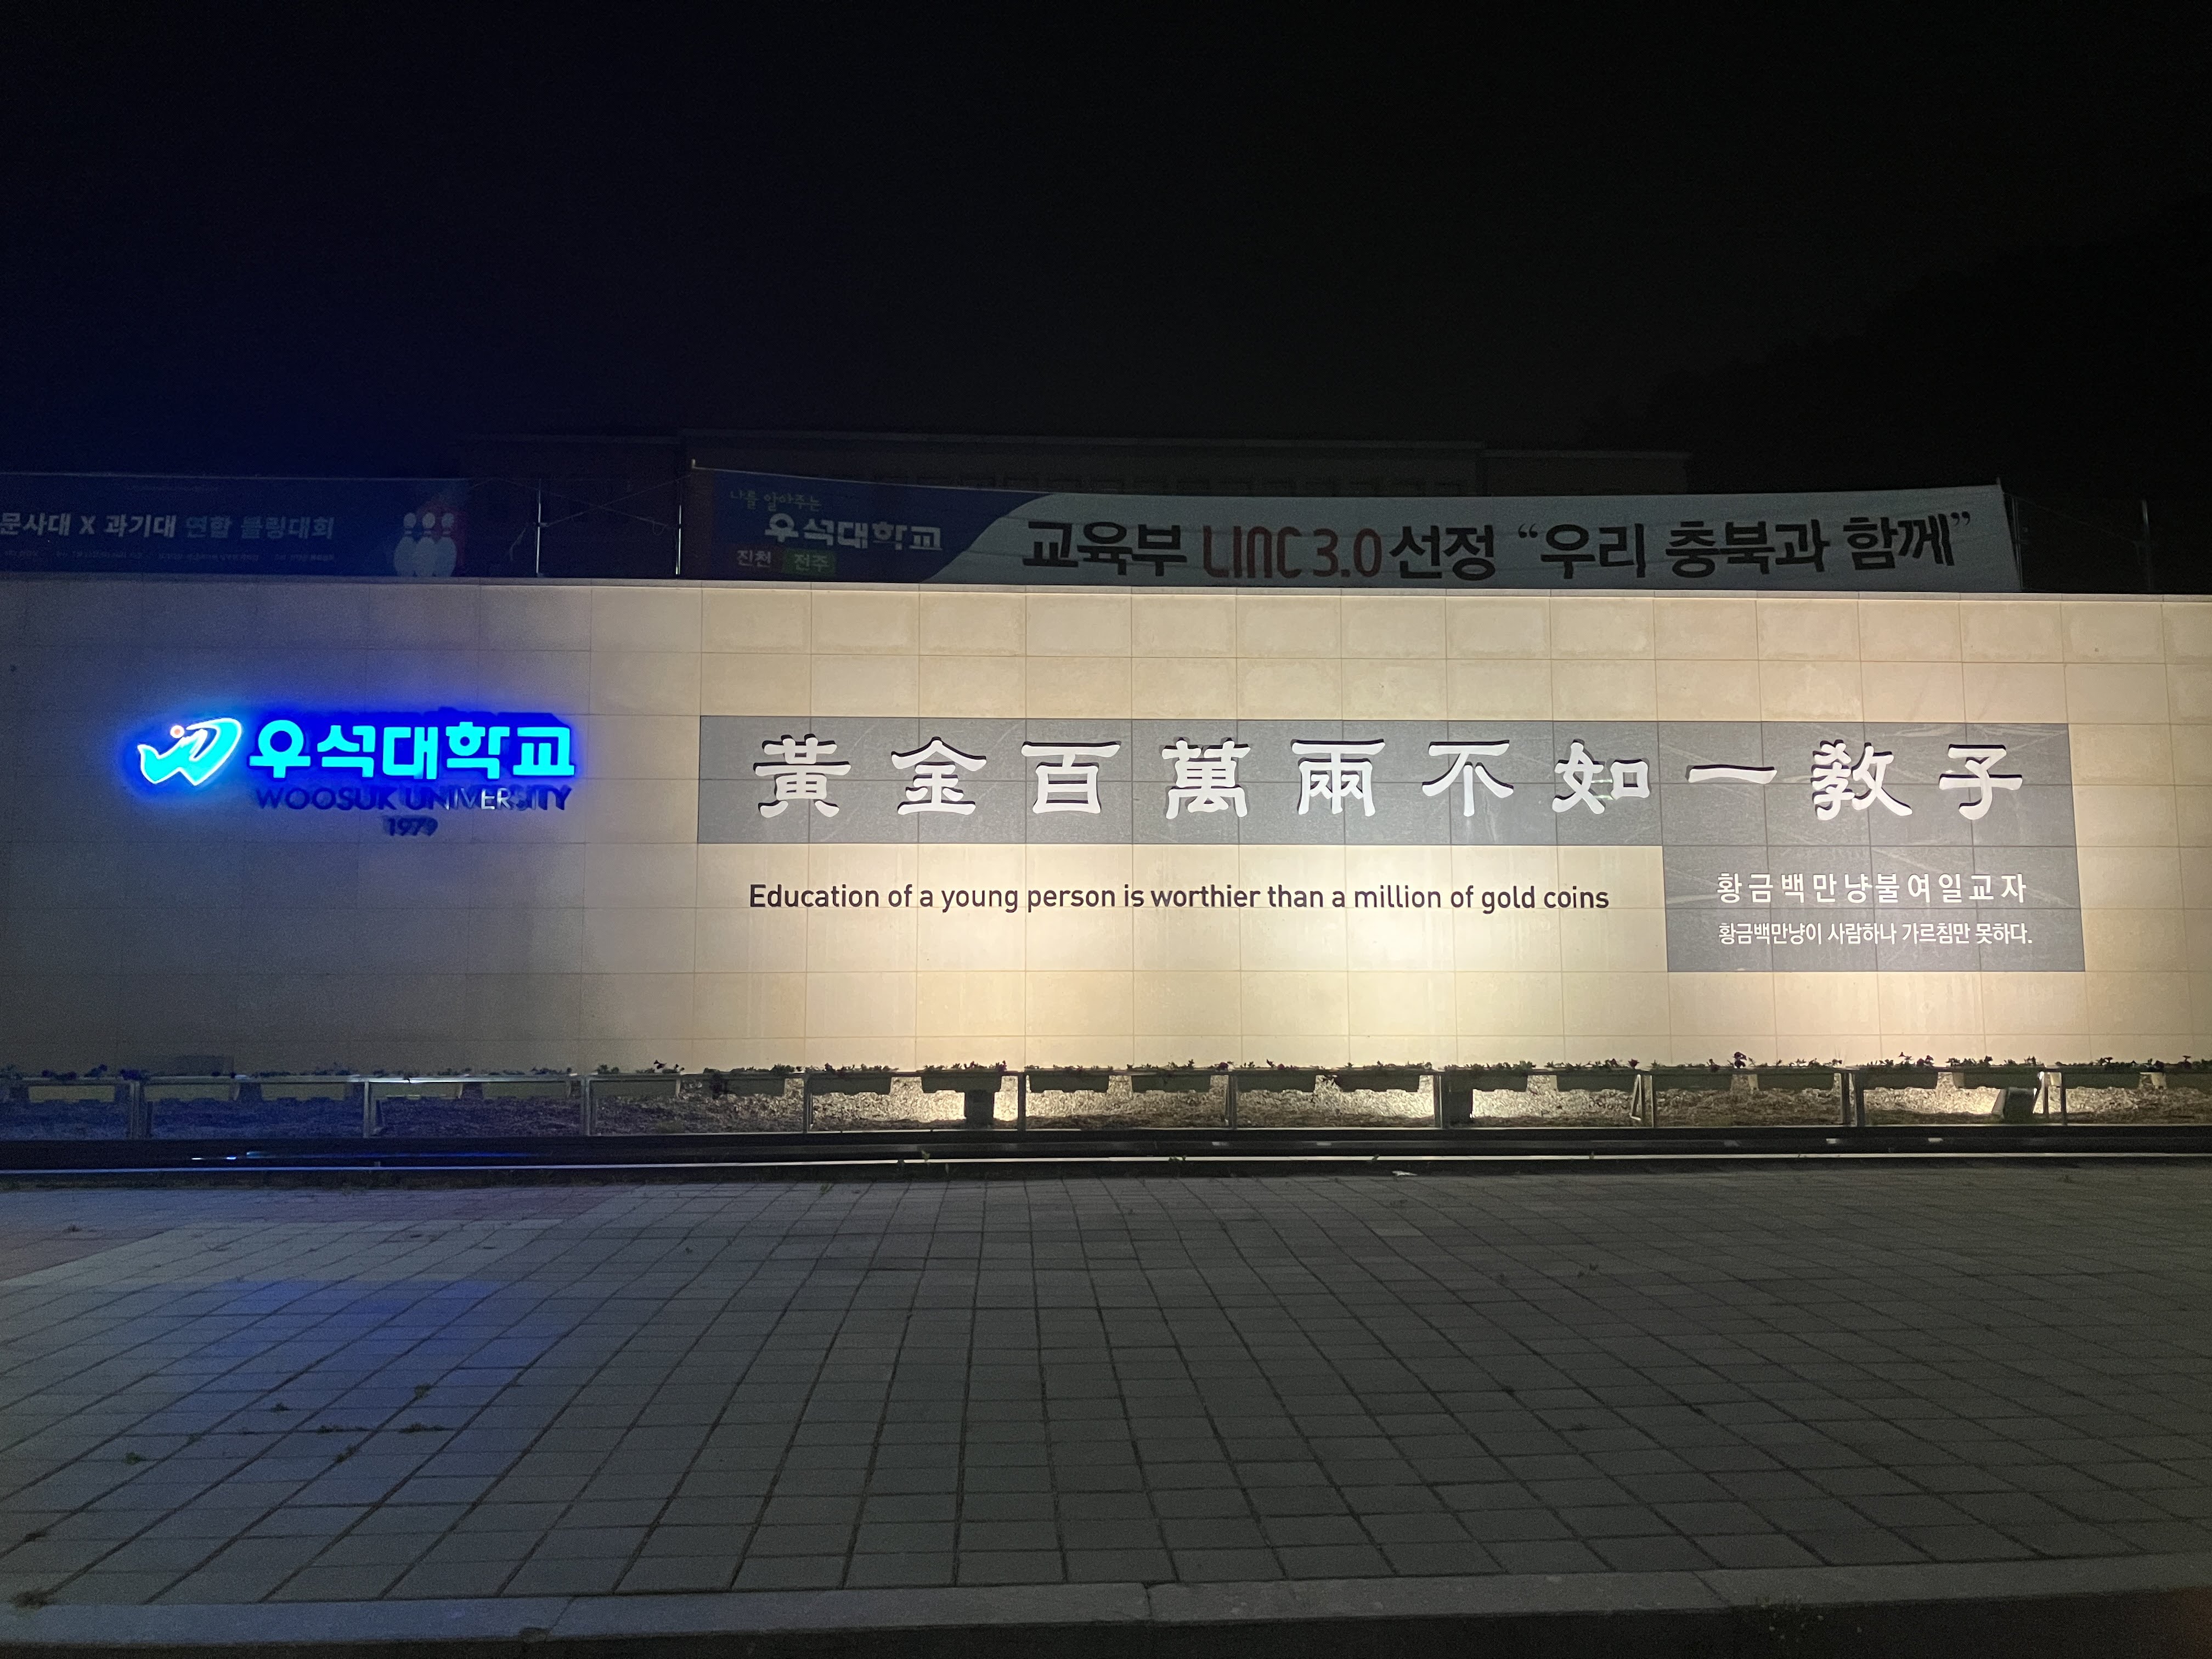 문사대 X 과기대 연합 볼링대회
나를 알아주는
우석대학교
진천 전주
교육부 LINC 3.0 선정 “우리 충북과 함께”
우석대학교
WOOSUK UNIVERSITY
1979
黃金百萬兩不如一敎子
Education of a young person is worthier than a million of gold coins
황금백만냥불여일교자
황금백만냥이 사람하나 가르침만 못하다.